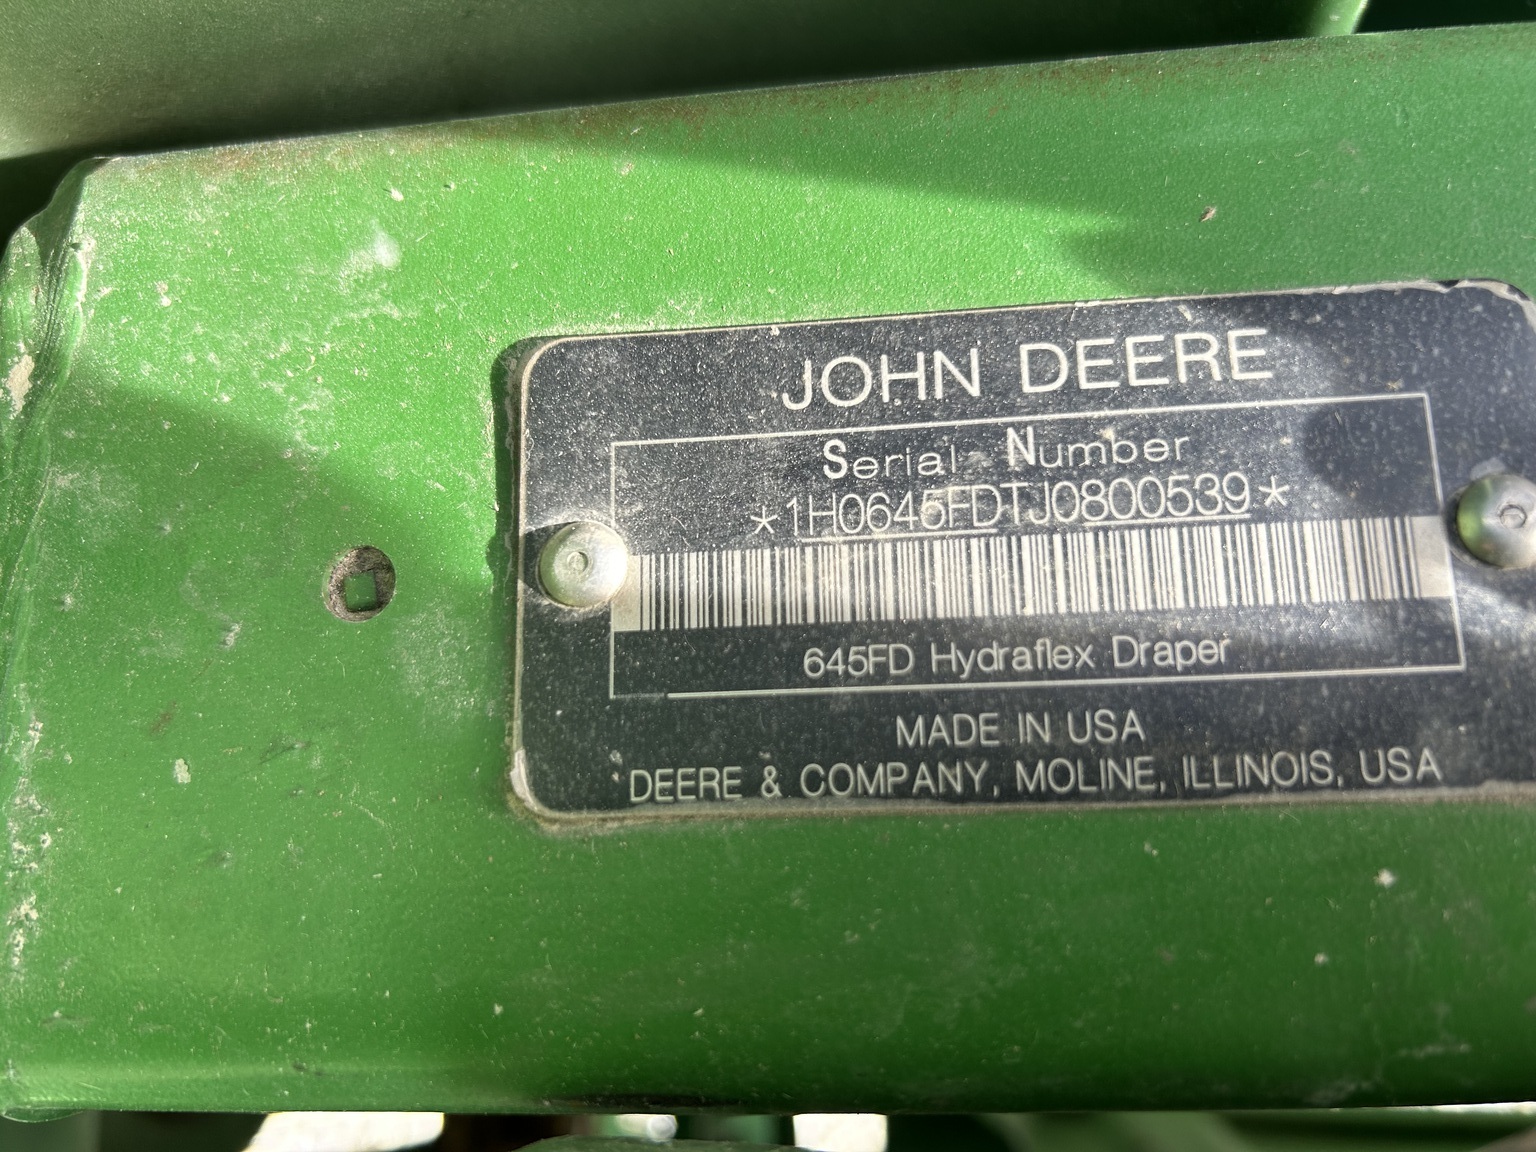 JOHN DEERE
Serial Number
*1H0645FDTJ0800539*
645FD Hydraflex Draper
MADE IN USA
DEERE & COMPANY, MOLINE, ILLINOIS, USA